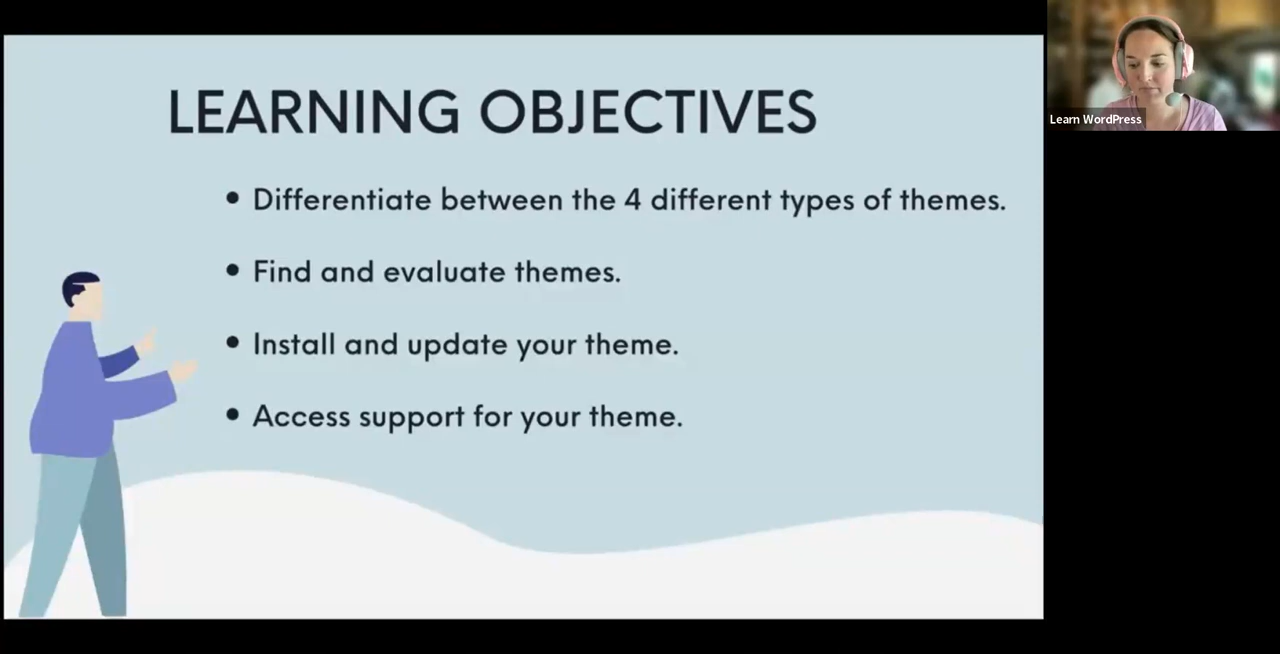 LEARNING OBJECTIVES
• Differentiate between the 4 different types of themes.
• Find and evaluate themes.
• Install and update your theme.
• Access support for your theme.
Learn WordPress